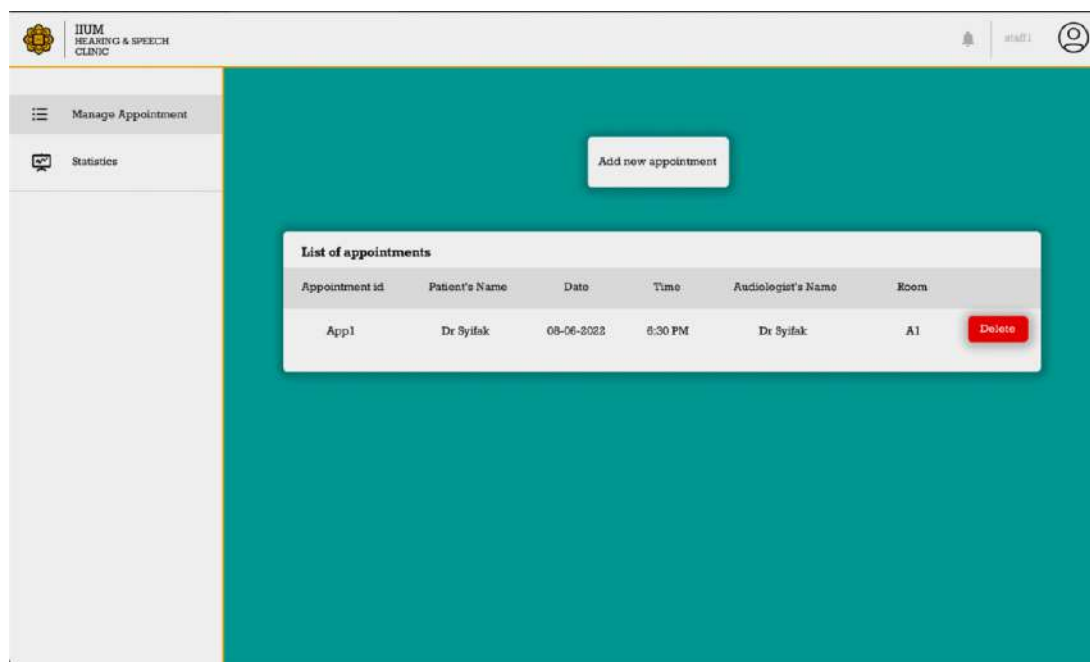 IIUM
HEARING & SPEECH
CLINIC
staff1
Manage Appointment
Statistics
Add new appointment
List of appointments
Appointment id Patient's Name Date Time Audiologist's Name Room
App1 Dr Syifak 08-06-2022 6:30 PM Dr Syifak A1 Delete